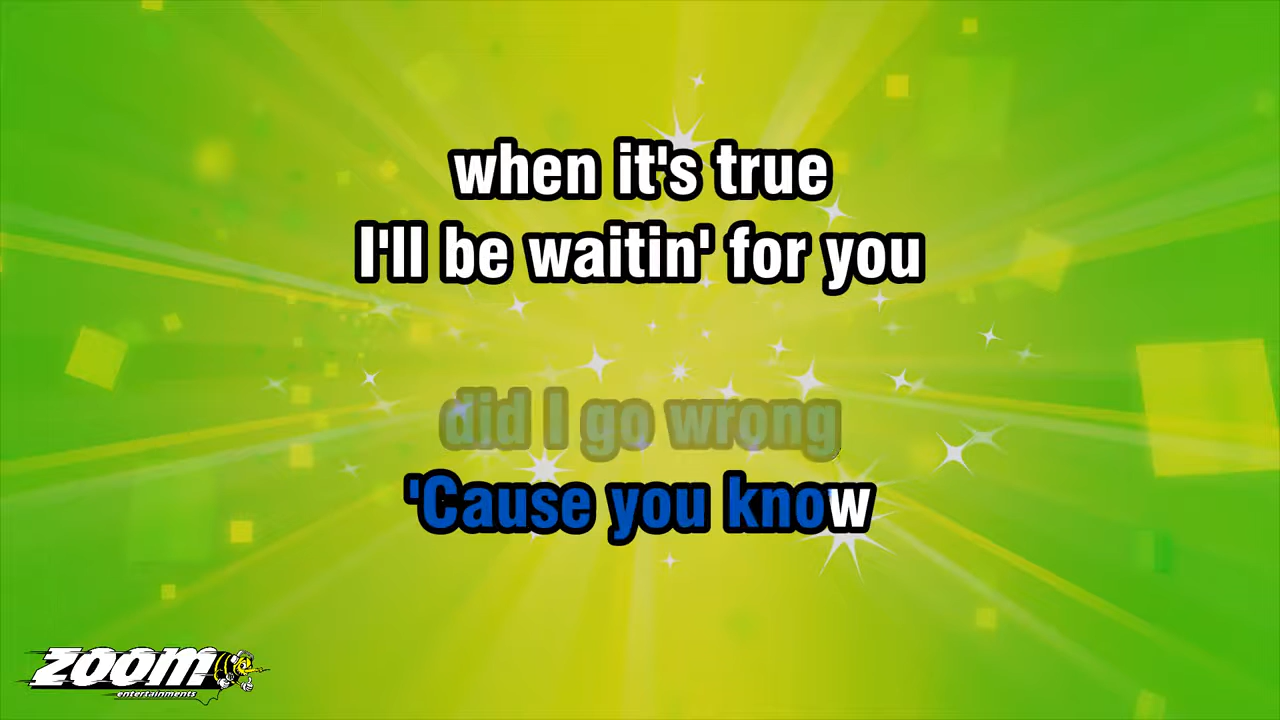 when it's true
I'll be waitin' for you
did I go wrong
'Cause you know
ZOOM
entertainments